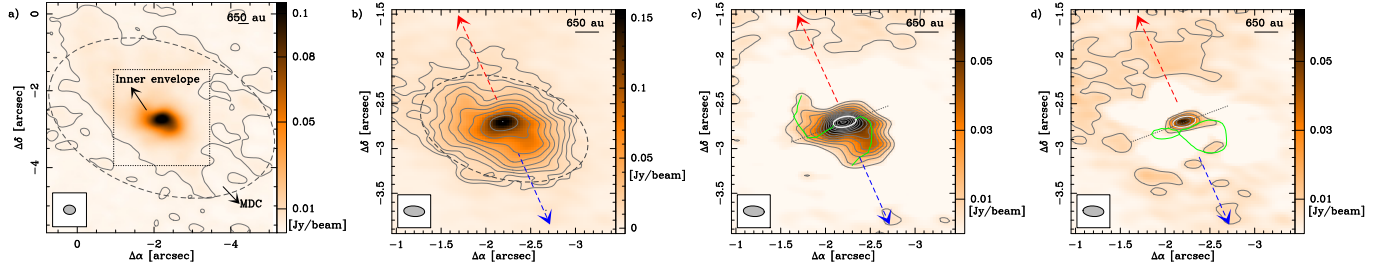 a)
0
−2
−4
Δδ [arcsec]
650 au
Inner envelope
MDC
0
−2
−4
Δα [arcsec]
0.1
0.08
0.05
0.01
[Jy/beam]
b)
−1.5
−2
−2.5
−3
−3.5
Δδ [arcsec]
650 au
−1
−1.5
−2
−2.5
−3
Δα [arcsec]
0.15
0.1
0.05
[Jy/beam]
0
c)
−1.5
−2
−2.5
−3
−3.5
Δδ [arcsec]
650 au
−1
−1.5
−2
−2.5
−3
Δα [arcsec]
0.05
0.03
0.01
[Jy/beam]
d)
−1.5
−2
−2.5
−3
−3.5
Δδ [arcsec]
650 au
−1
−1.5
−2
−2.5
−3
Δα [arcsec]
0.05
0.03
0.01
[Jy/beam]